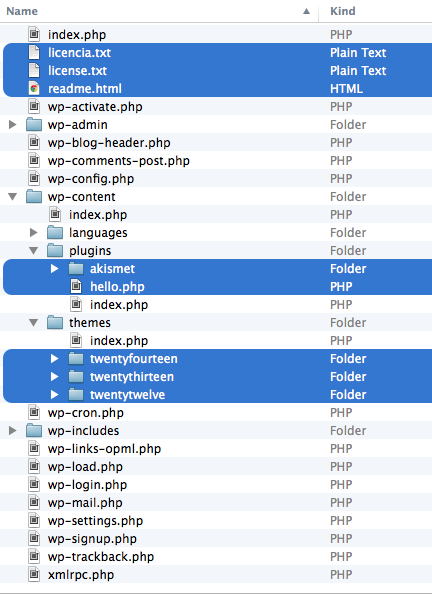 Name Kind
index.php PHP
licencia.txt Plain Text
license.txt Plain Text
readme.html HTML
wp-activate.php PHP
wp-admin Folder
wp-blog-header.php PHP
wp-comments-post.php PHP
wp-config.php PHP
wp-content Folder
index.php PHP
languages Folder
plugins Folder
akismet Folder
hello.php PHP
index.php PHP
themes Folder
index.php PHP
twentyfourteen Folder
twentythirteen Folder
twentytwelve Folder
wp-cron.php PHP
wp-includes Folder
wp-links-opml.php PHP
wp-load.php PHP
wp-login.php PHP
wp-mail.php PHP
wp-settings.php PHP
wp-signup.php PHP
wp-trackback.php PHP
xmlrpc.php PHP